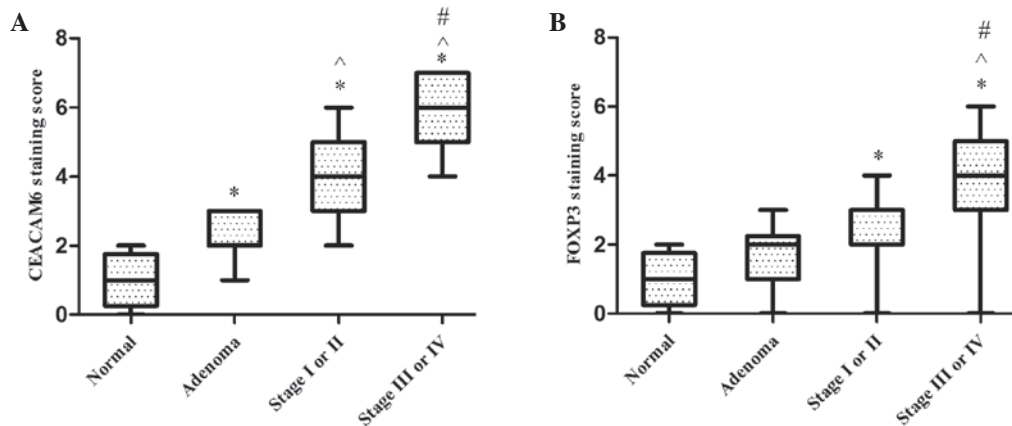 A
CEACAM6 staining score
8
6
4
2
0
*
^
*
#
^
*
Normal
Adenoma
Stage I or II
Stage III or IV
B
FOXP3 staining score
8
6
4
2
0
*
#
^
*
Normal
Adenoma
Stage I or II
Stage III or IV